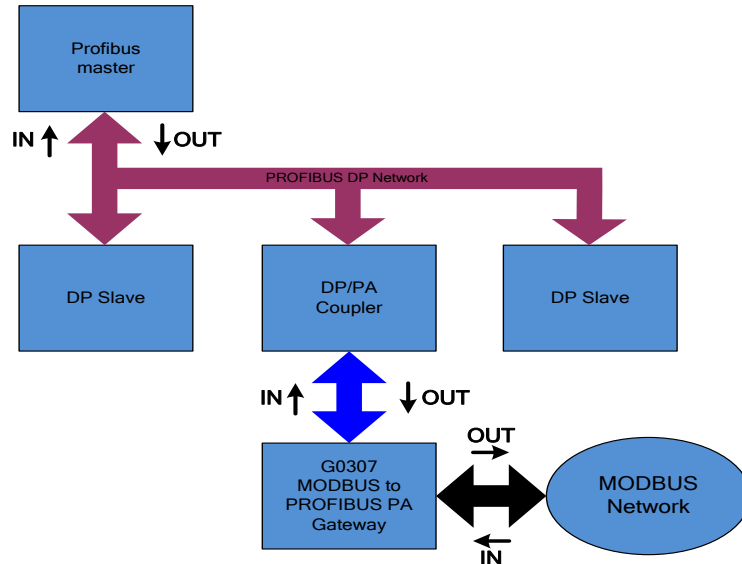 Profibus
master
IN
OUT
PROFIBUS DP Network
DP Slave
DP/PA
Coupler
DP Slave
IN
OUT
G0307
MODBUS to
PROFIBUS PA
Gateway
OUT
IN
MODBUS
Network